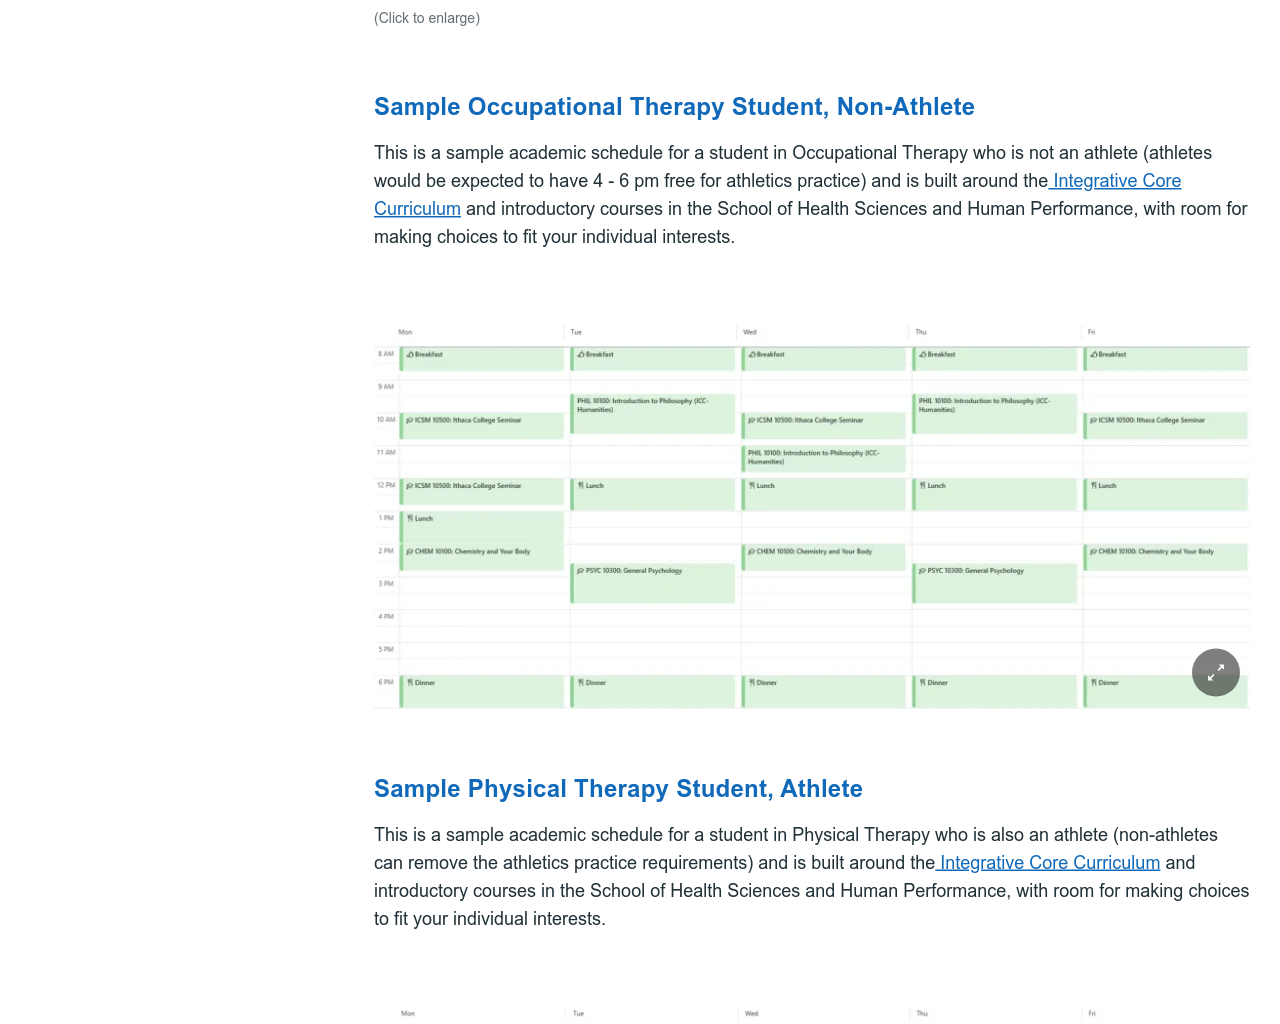 (Click to enlarge)
Sample Occupational Therapy Student, Non-Athlete
This is a sample academic schedule for a student in Occupational Therapy who is not an athlete (athletes
would be expected to have 4 - 6 pm free for athletics practice) and is built around the Integrative Core
Curriculum and introductory courses in the School of Health Sciences and Human Performance, with room for
making choices to fit your individual interests.
Mon Tue Wed Thu Fri
8 AM Breakfast Breakfast Breakfast Breakfast Breakfast
9 AM
PHIL 10100: Introduction to Philosophy (ICC- PHIL 10100: Introduction to Philosophy (ICC-
Humanities) Humanities)
10 AM ICSM 10500: Ithaca College Seminar ICSM 10500: Ithaca College Seminar ICSM 10500: Ithaca College Seminar
11 AM PHIL 10100: Introduction to Philosophy (ICC-
Humanities)
12 PM ICSM 10500: Ithaca College Seminar Lunch Lunch Lunch Lunch
1 PM Lunch
2 PM CHEM 10100: Chemistry and Your Body CHEM 10100: Chemistry and Your Body CHEM 10100: Chemistry and Your Body
PSYC 10300: General Psychology PSYC 10300: General Psychology
3 PM
4 PM
5 PM
6 PM Dinner Dinner Dinner Dinner Dinner
Sample Physical Therapy Student, Athlete
This is a sample academic schedule for a student in Physical Therapy who is also an athlete (non-athletes
can remove the athletics practice requirements) and is built around the Integrative Core Curriculum and
introductory courses in the School of Health Sciences and Human Performance, with room for making choices
to fit your individual interests.
Mon Tue Wed Thu Fri